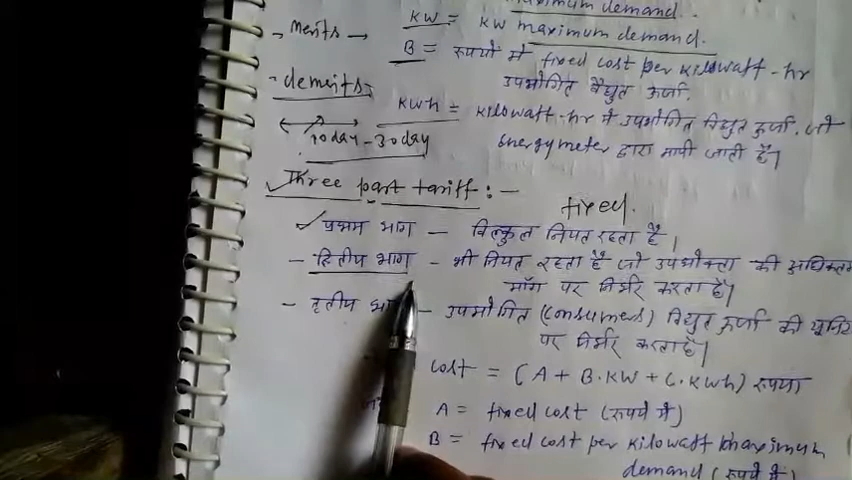 maximum demand.
- merits → KW = KW maximum demand.
B = रूपयो मे fixed cost per kilowatt-hr
उपभोगित वैद्युत ऊर्जा.
- demerits -
KWh = kilowatt-hr मे उपभोगित विद्युत ऊर्जा. जो
10day - 30day energymeter द्वारा मापी जाती है।
Three part tariff :-
fixed.
प्रथम भाग - बिल्कुल नियत रहता है।
- द्वितीय भाग - भी नियत रहता है जो उपभोक्ता की अधिकतम
माँग पर निर्भर करता है।
- तृतीय - उपभोगित (consumers) विद्युत ऊर्जा की यूनिट
पर निर्भर करता है।
cost = (A + B.KW + C.KWh) रूपया
A = fixed cost (रूपये में)
B = fixed cost per kilowatt maximum
demand (रूपये में)